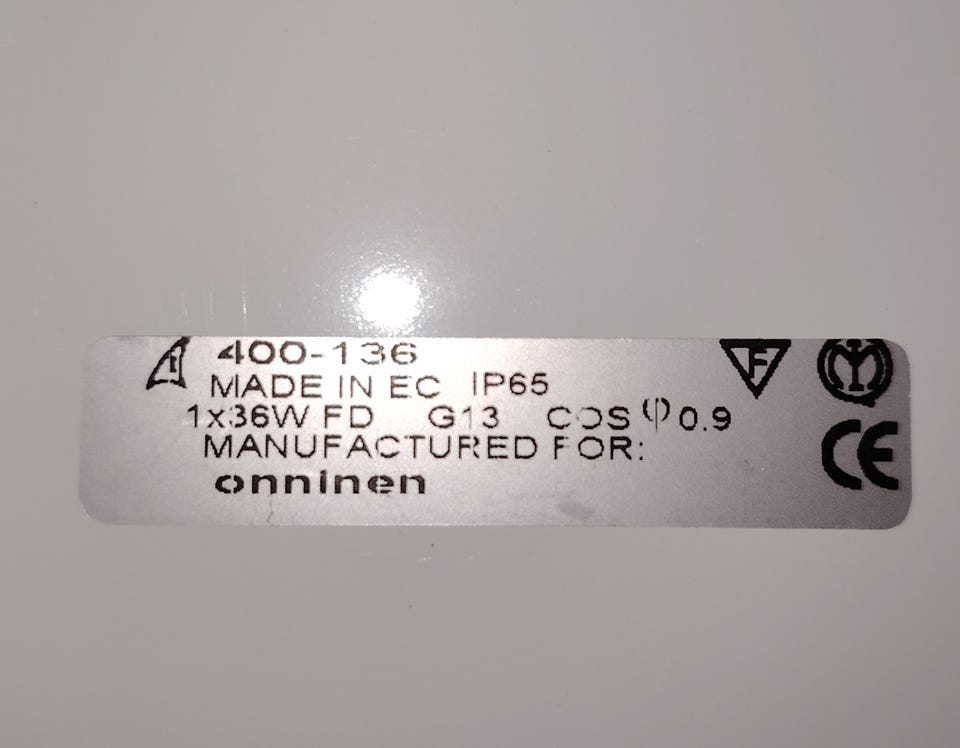 400-136
MADE IN EC IP65
1x36W FD G13 COS φ 0.9
MANUFACTURED FOR:
onninen
F
CE